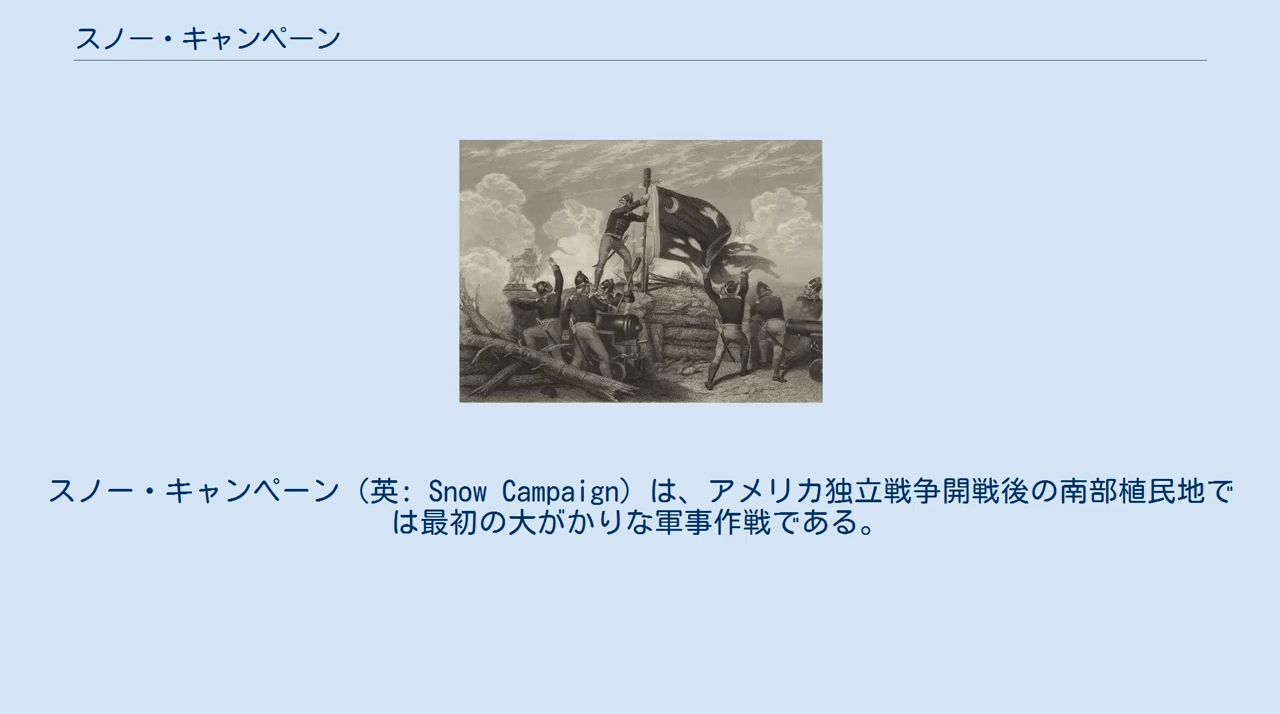 スノー・キャンペーン
スノー・キャンペーン（英: Snow Campaign）は、アメリカ独立戦争開戦後の南部植民地で
は最初の大がかりな軍事作戦である。